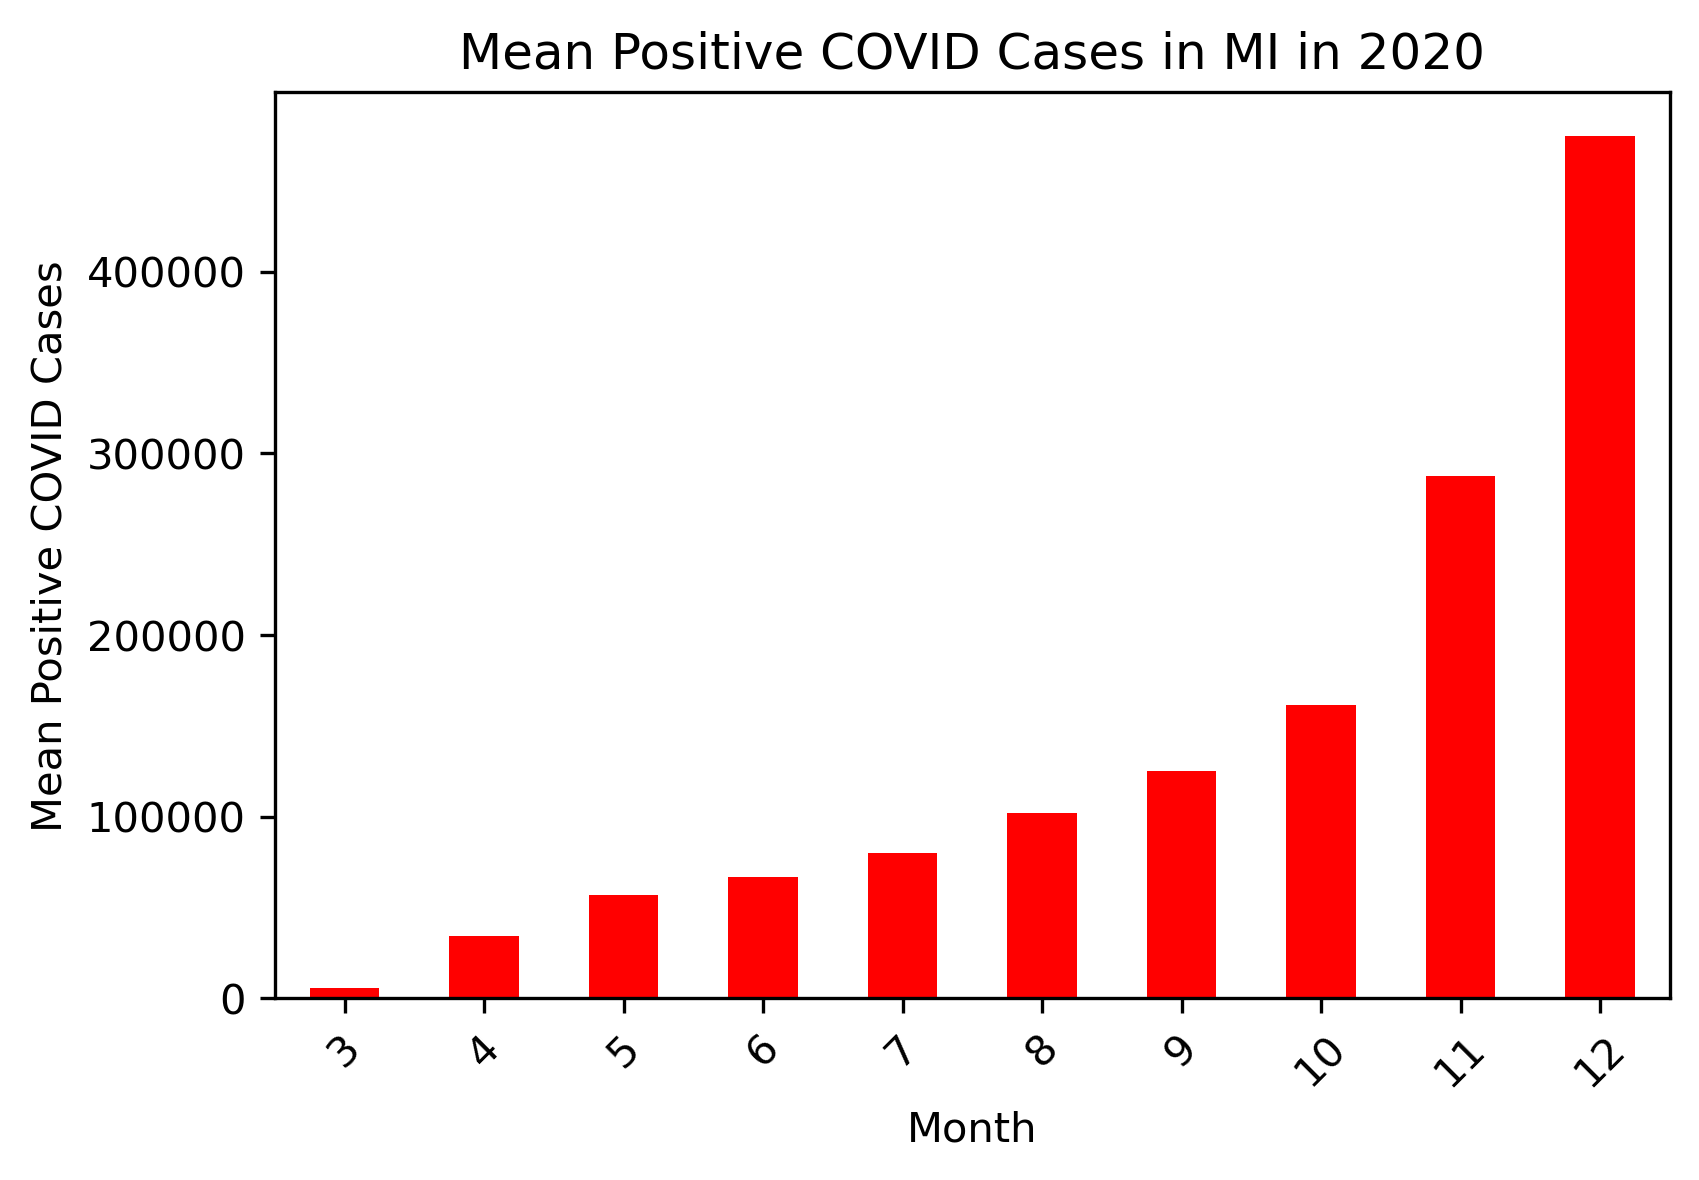 Mean Positive COVID Cases in MI in 2020
Mean Positive COVID Cases
400000
300000
200000
100000
0
3 4 5 6 7 8 9 10 11 12
Month